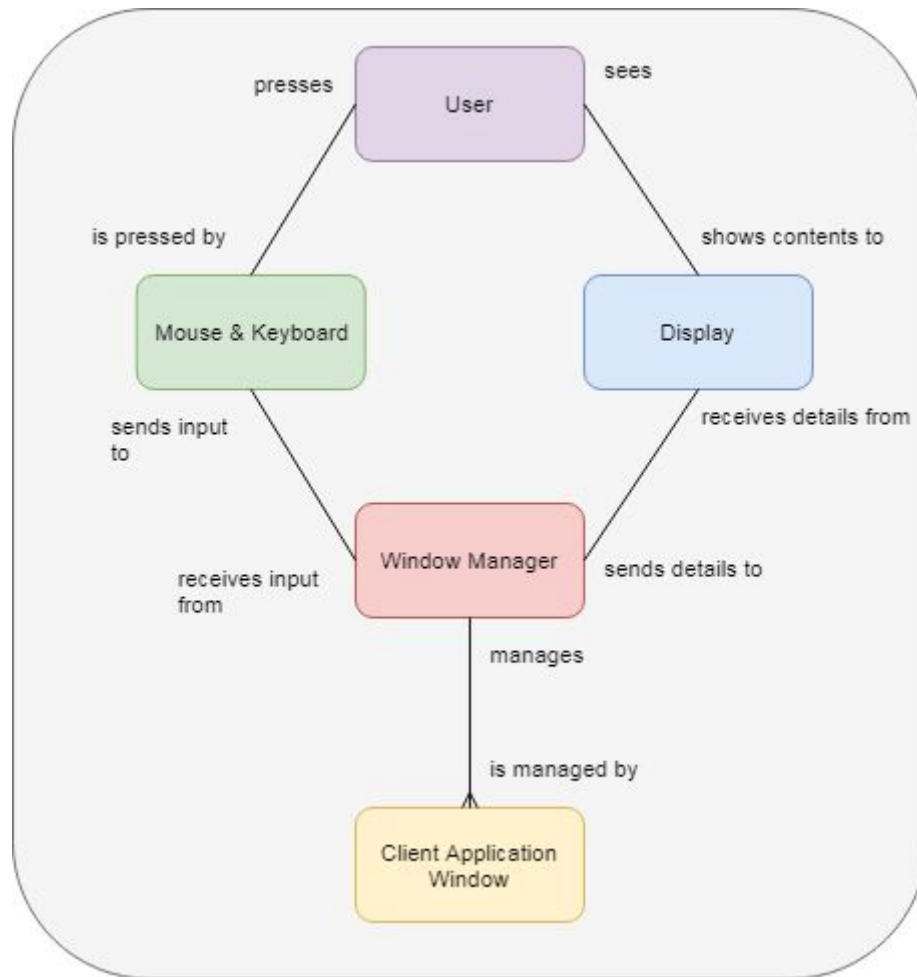 presses
User
sees
is pressed by
shows contents to
Mouse & Keyboard
Display
sends input
to
receives details from
Window Manager
receives input
from
sends details to
manages
is managed by
Client Application
Window